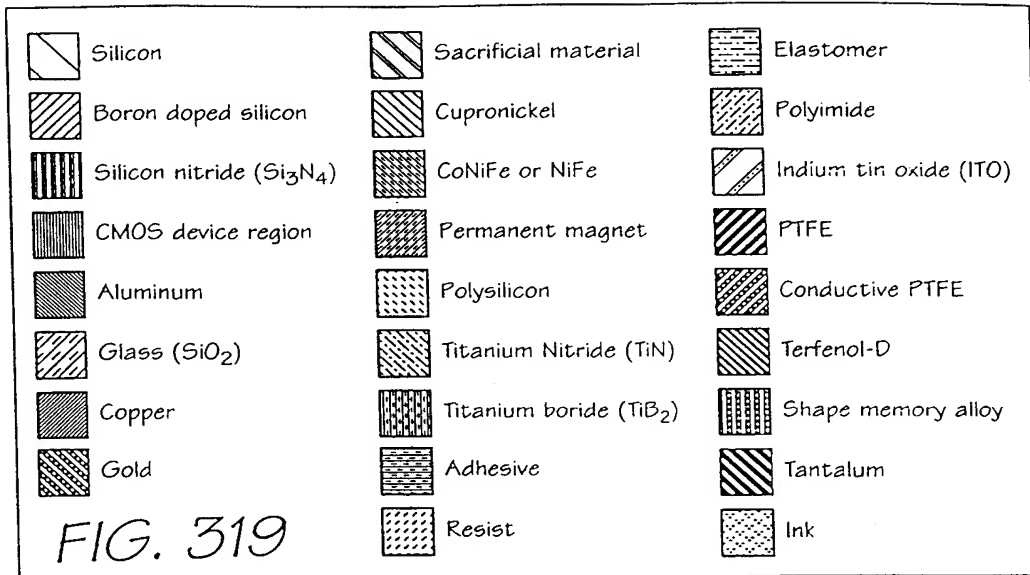 Silicon
Boron doped silicon
Silicon nitride (Si₃N₄)
CMOS device region
Aluminum
Glass (SiO₂)
Copper
Gold
FIG. 319
Sacrificial material
Cupronickel
CoNiFe or NiFe
Permanent magnet
Polysilicon
Titanium Nitride (TiN)
Titanium boride (TiB₂)
Adhesive
Resist
Elastomer
Polyimide
Indium tin oxide (ITO)
PTFE
Conductive PTFE
Terfenol-D
Shape memory alloy
Tantalum
Ink